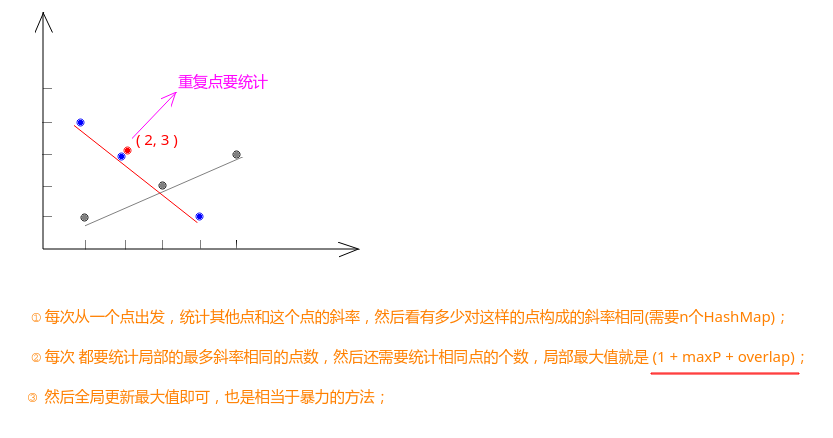 重复点要统计
( 2, 3 )
① 每次从一个点出发，统计其他点和这个点的斜率，然后看有多少对这样的点构成的斜率相同(需要n个HashMap)；
② 每次 都要统计局部的最多斜率相同的点数，然后还需要统计相同点的个数，局部最大值就是 (1 + maxP + overlap)；
③ 然后全局更新最大值即可，也是相当于暴力的方法；